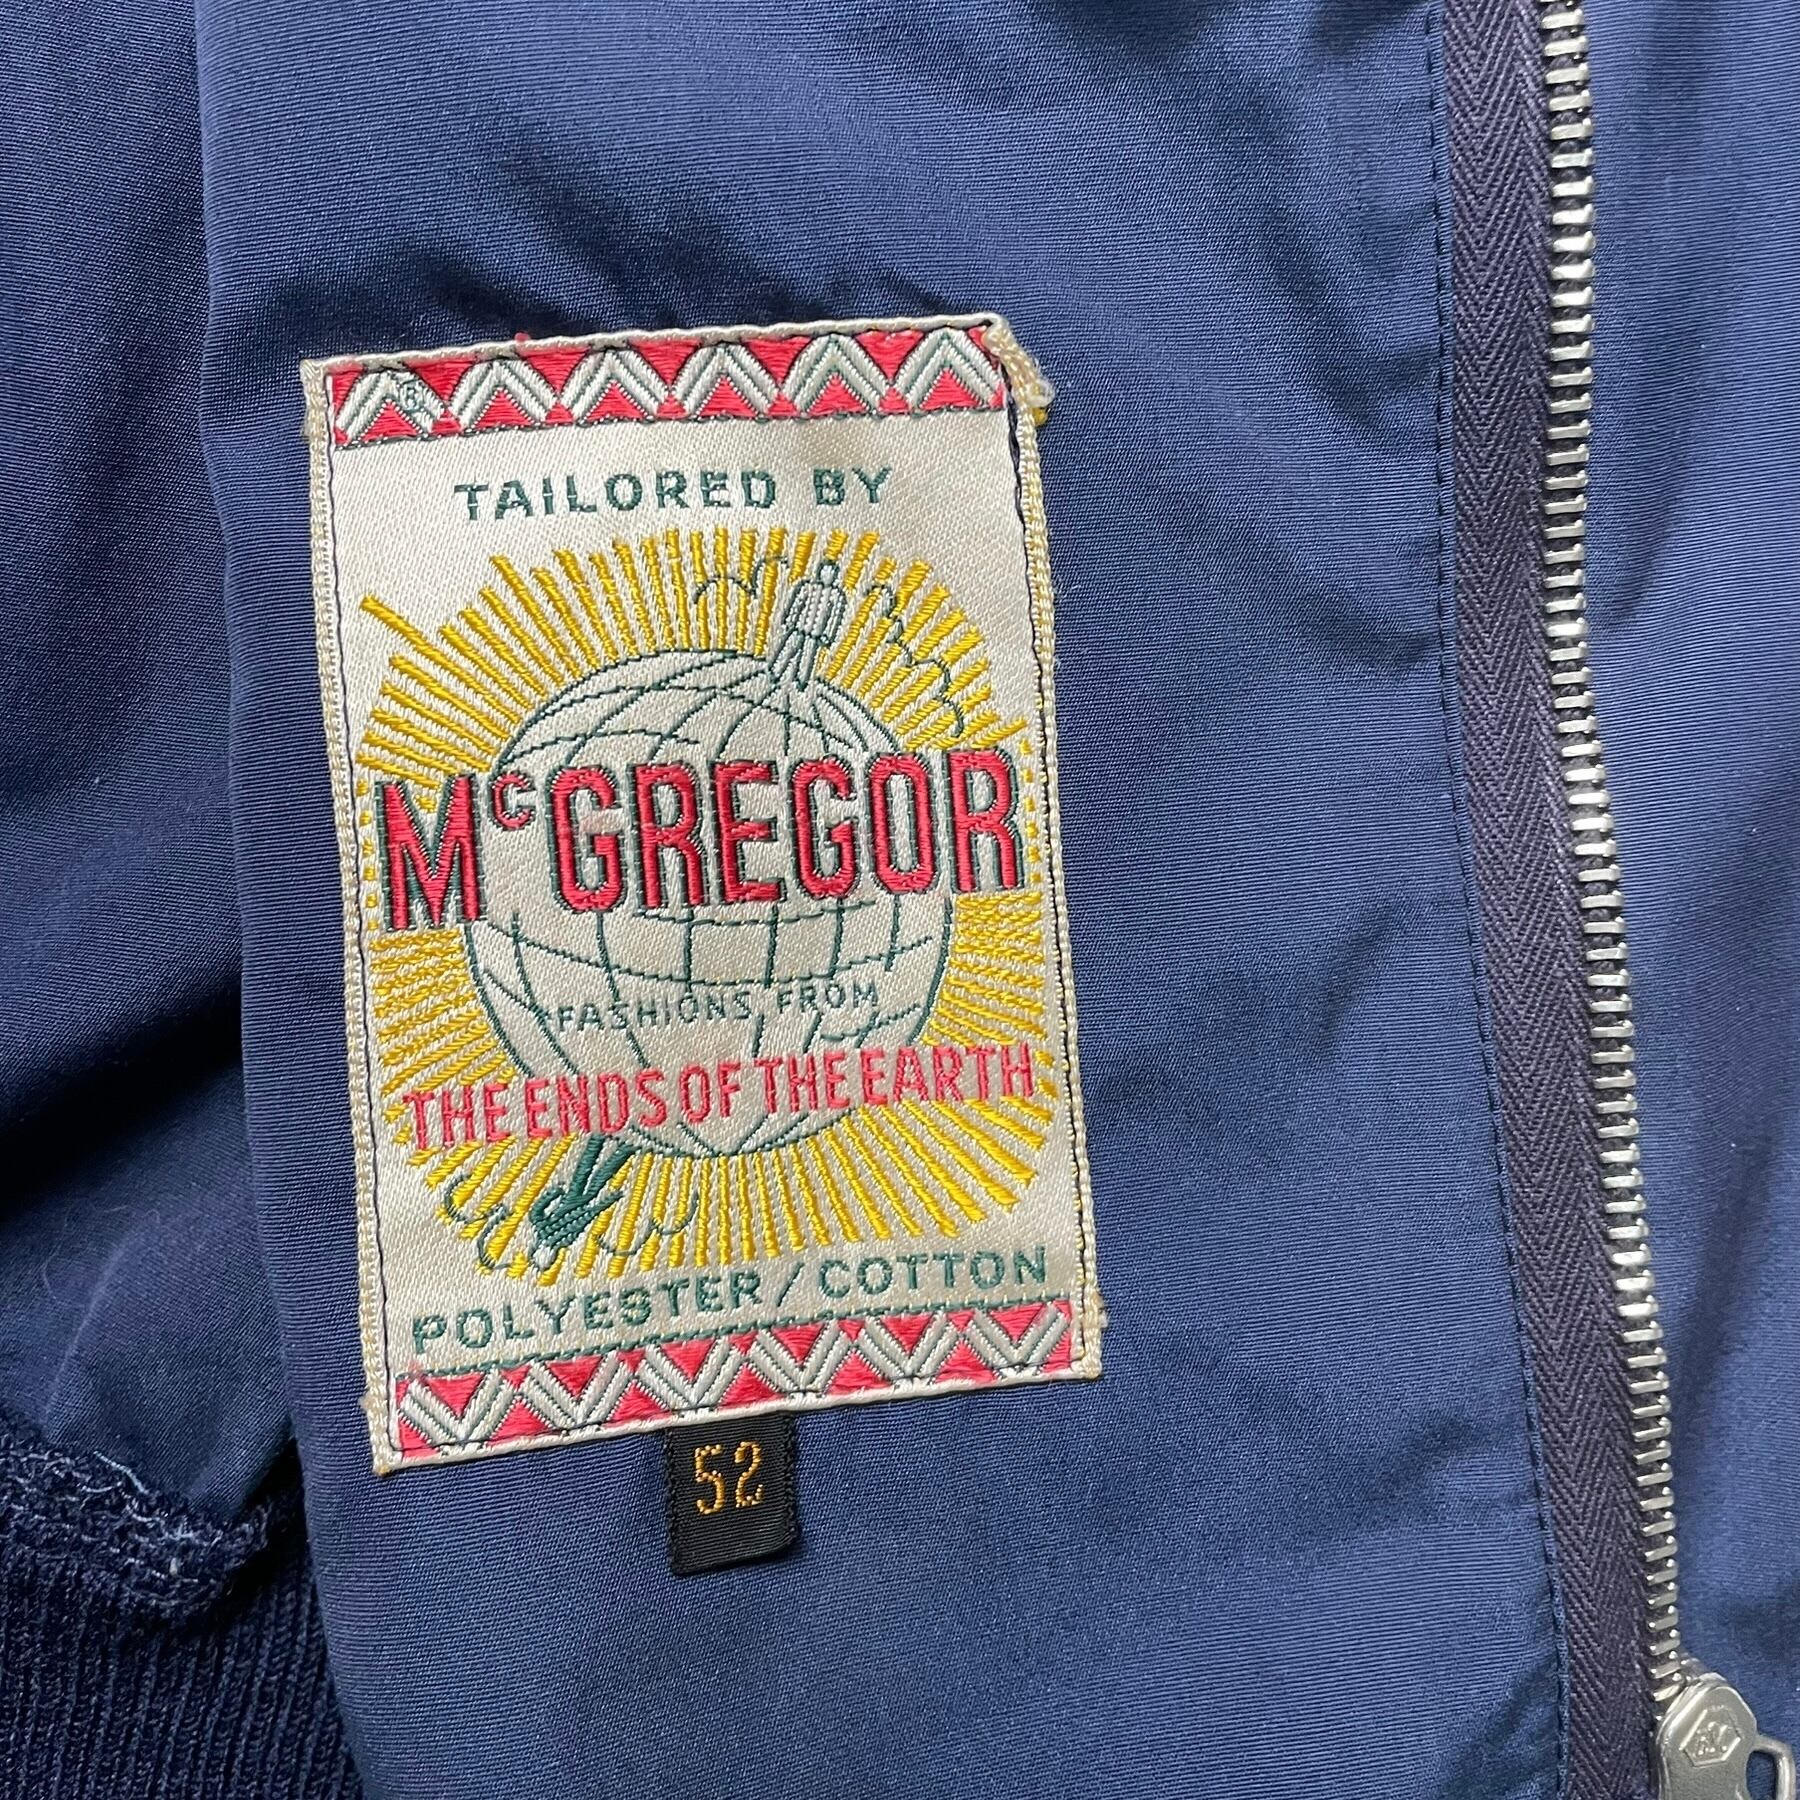 ®
TAILORED BY
McGREGOR
FASHIONS FROM
THE ENDS OF THE EARTH
POLYESTER/COTTON
52